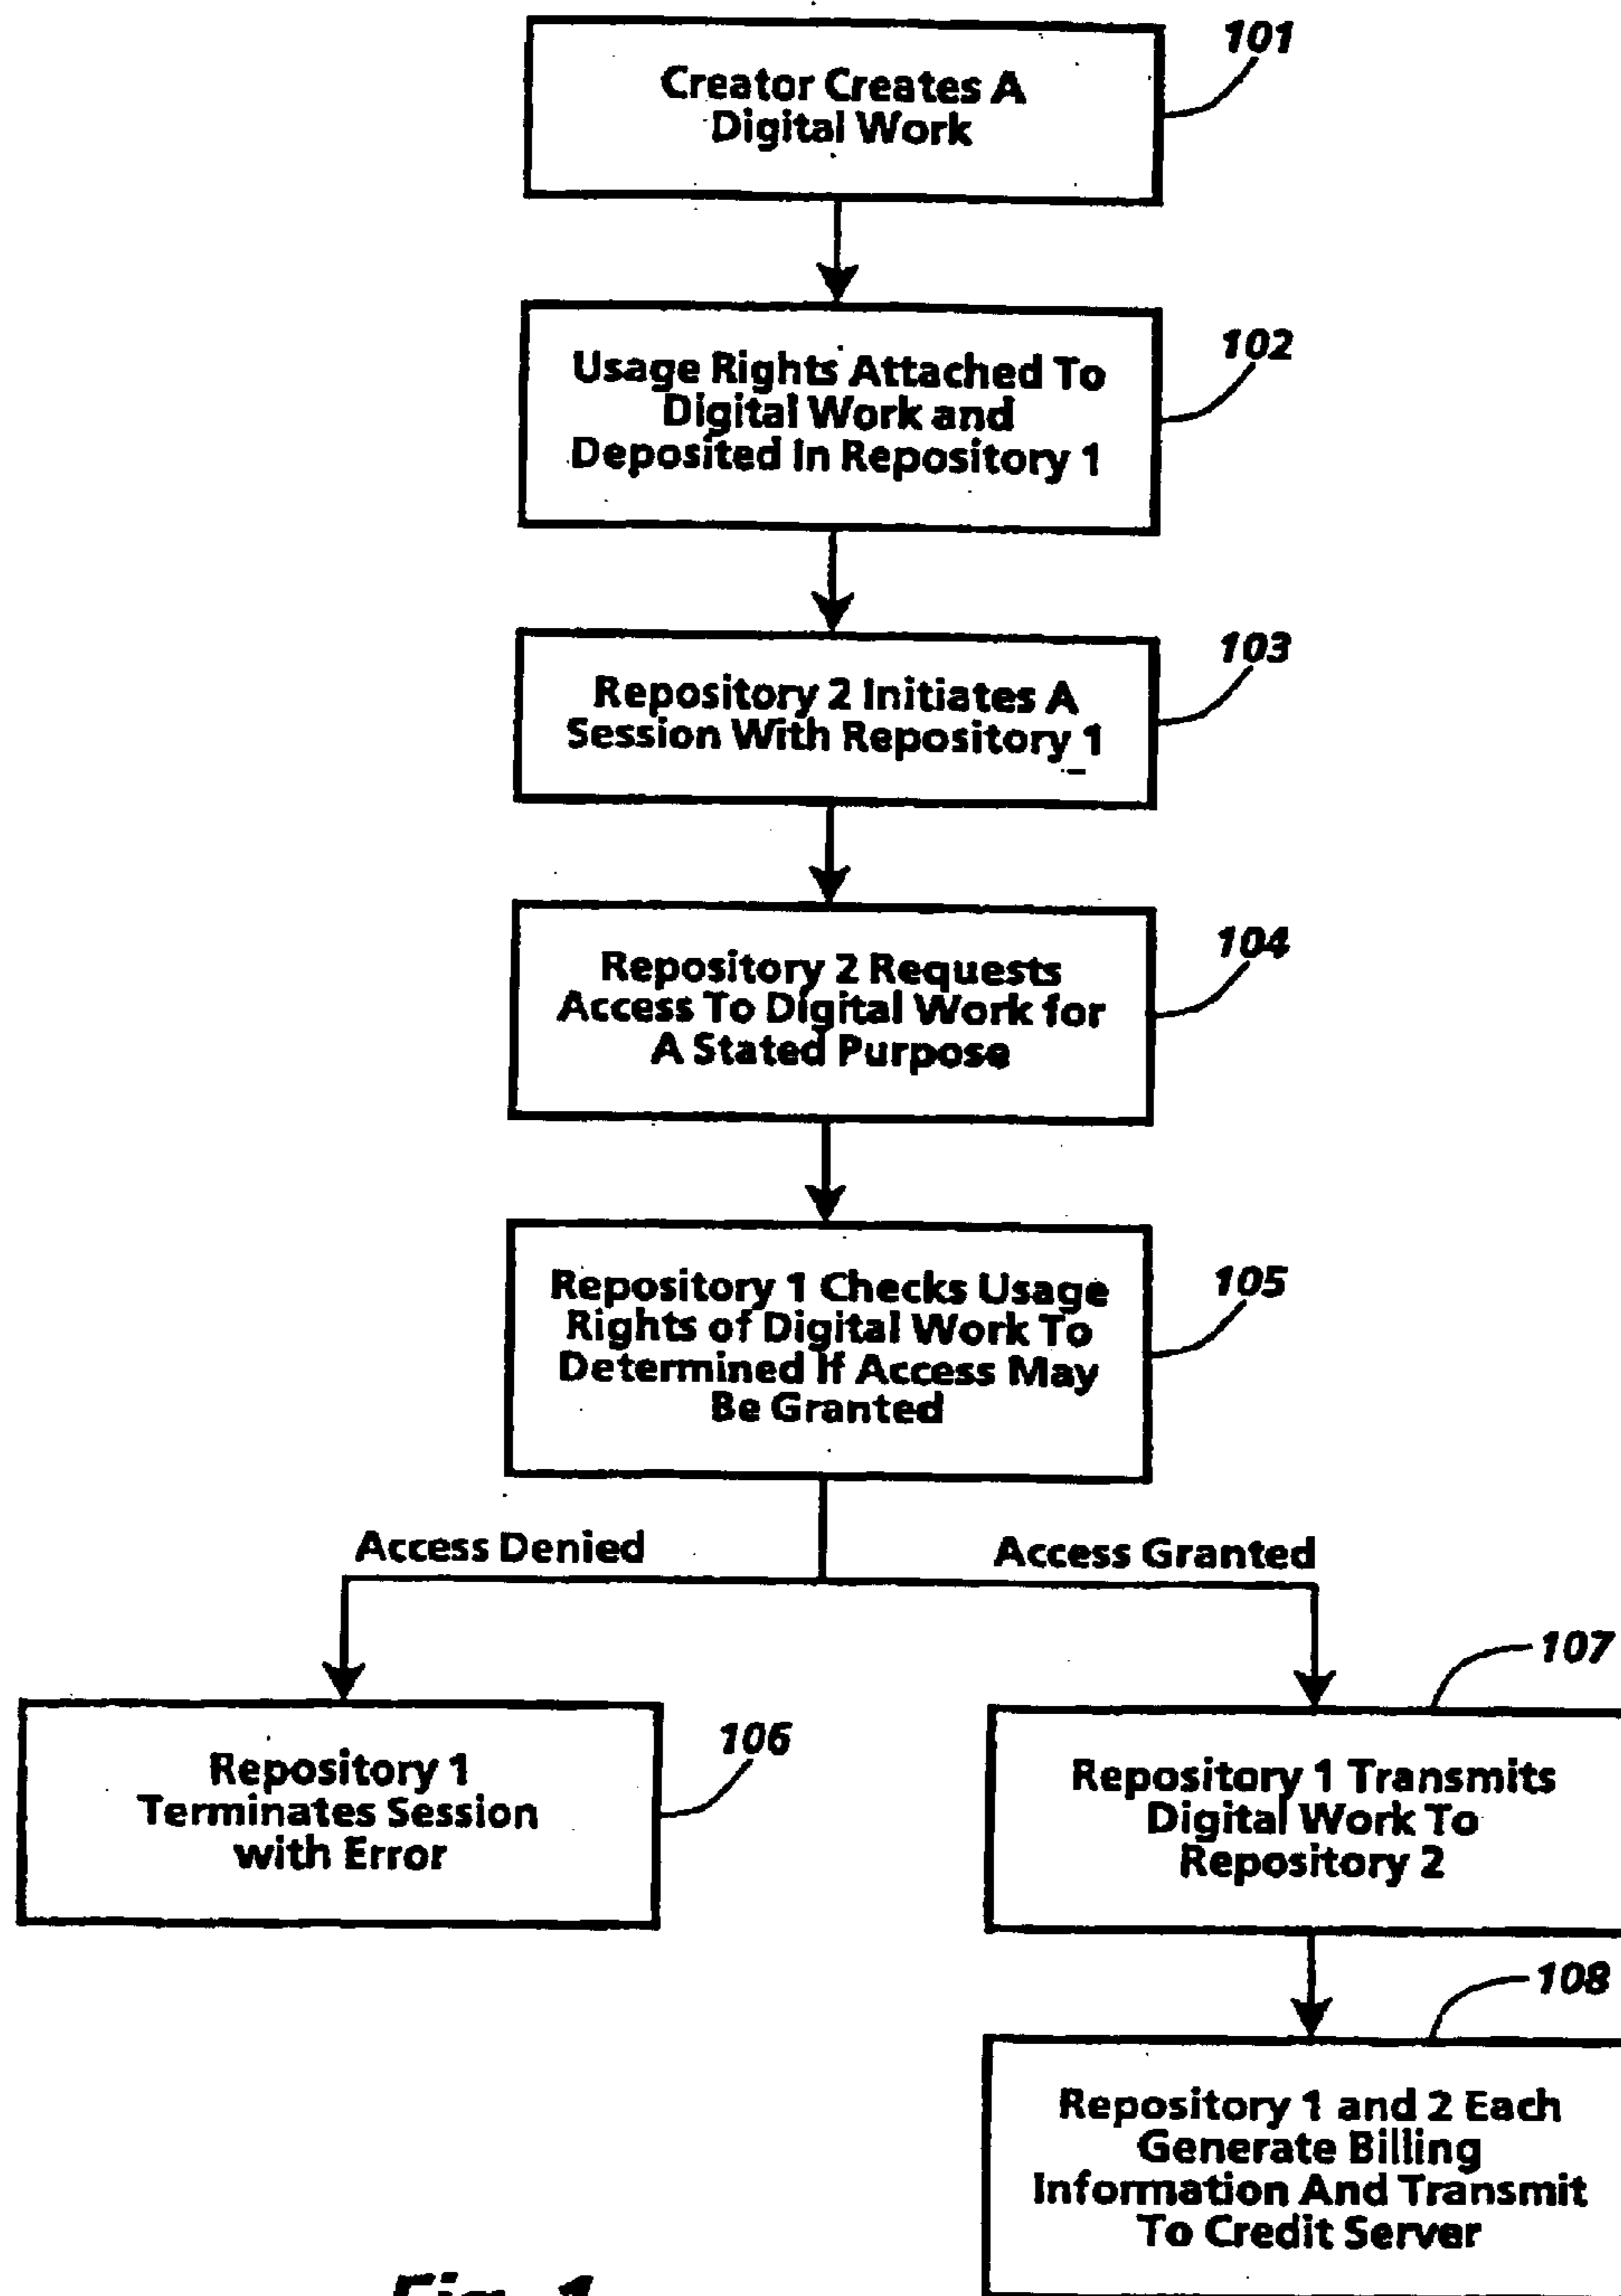 101
Creator Creates A
Digital Work
102
Usage Rights Attached To
Digital Work and
Deposited In Repository 1
103
Repository 2 Initiates A
Session With Repository 1
104
Repository 2 Requests
Access To Digital Work for
A Stated Purpose
105
Repository 1 Checks Usage
Rights of Digital Work To
Determined If Access May
Be Granted
Access Denied
Access Granted
106
Repository 1
Terminates Session
with Error
107
Repository 1 Transmits
Digital Work To
Repository 2
108
Repository 1 and 2 Each
Generate Billing
Information And Transmit
To Credit Server
Fig. 1